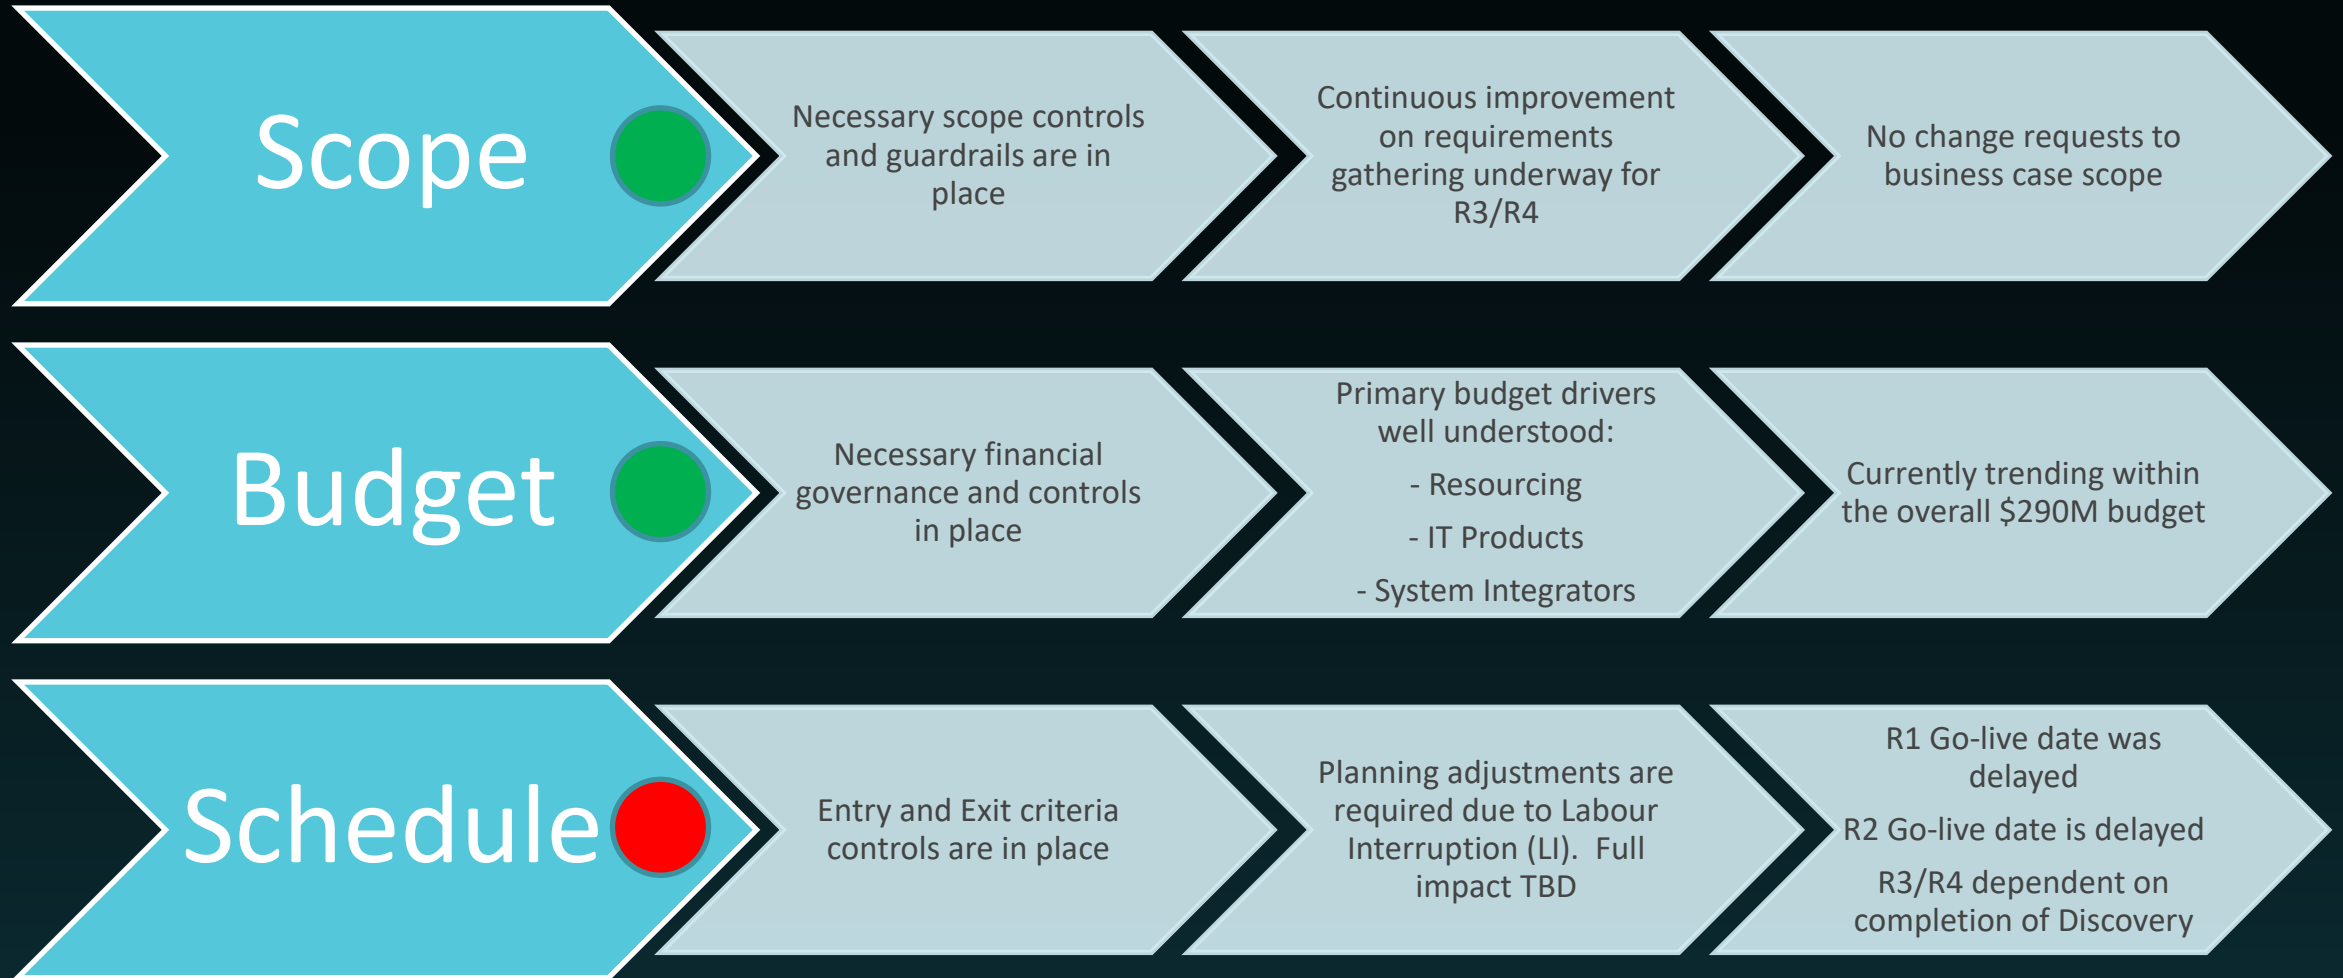 Scope
Necessary scope controls
and guardrails are in
place
Continuous improvement
on requirements
gathering underway for
R3/R4
No change requests to
business case scope
Budget
Necessary financial
governance and controls
in place
Primary budget drivers
well understood:
- Resourcing
- IT Products
- System Integrators
Currently trending within
the overall $290M budget
Schedule
Entry and Exit criteria
controls are in place
Planning adjustments are
required due to Labour
Interruption (LI).  Full
impact TBD
R1 Go-live date was
delayed
R2 Go-live date is delayed
R3/R4 dependent on
completion of Discovery